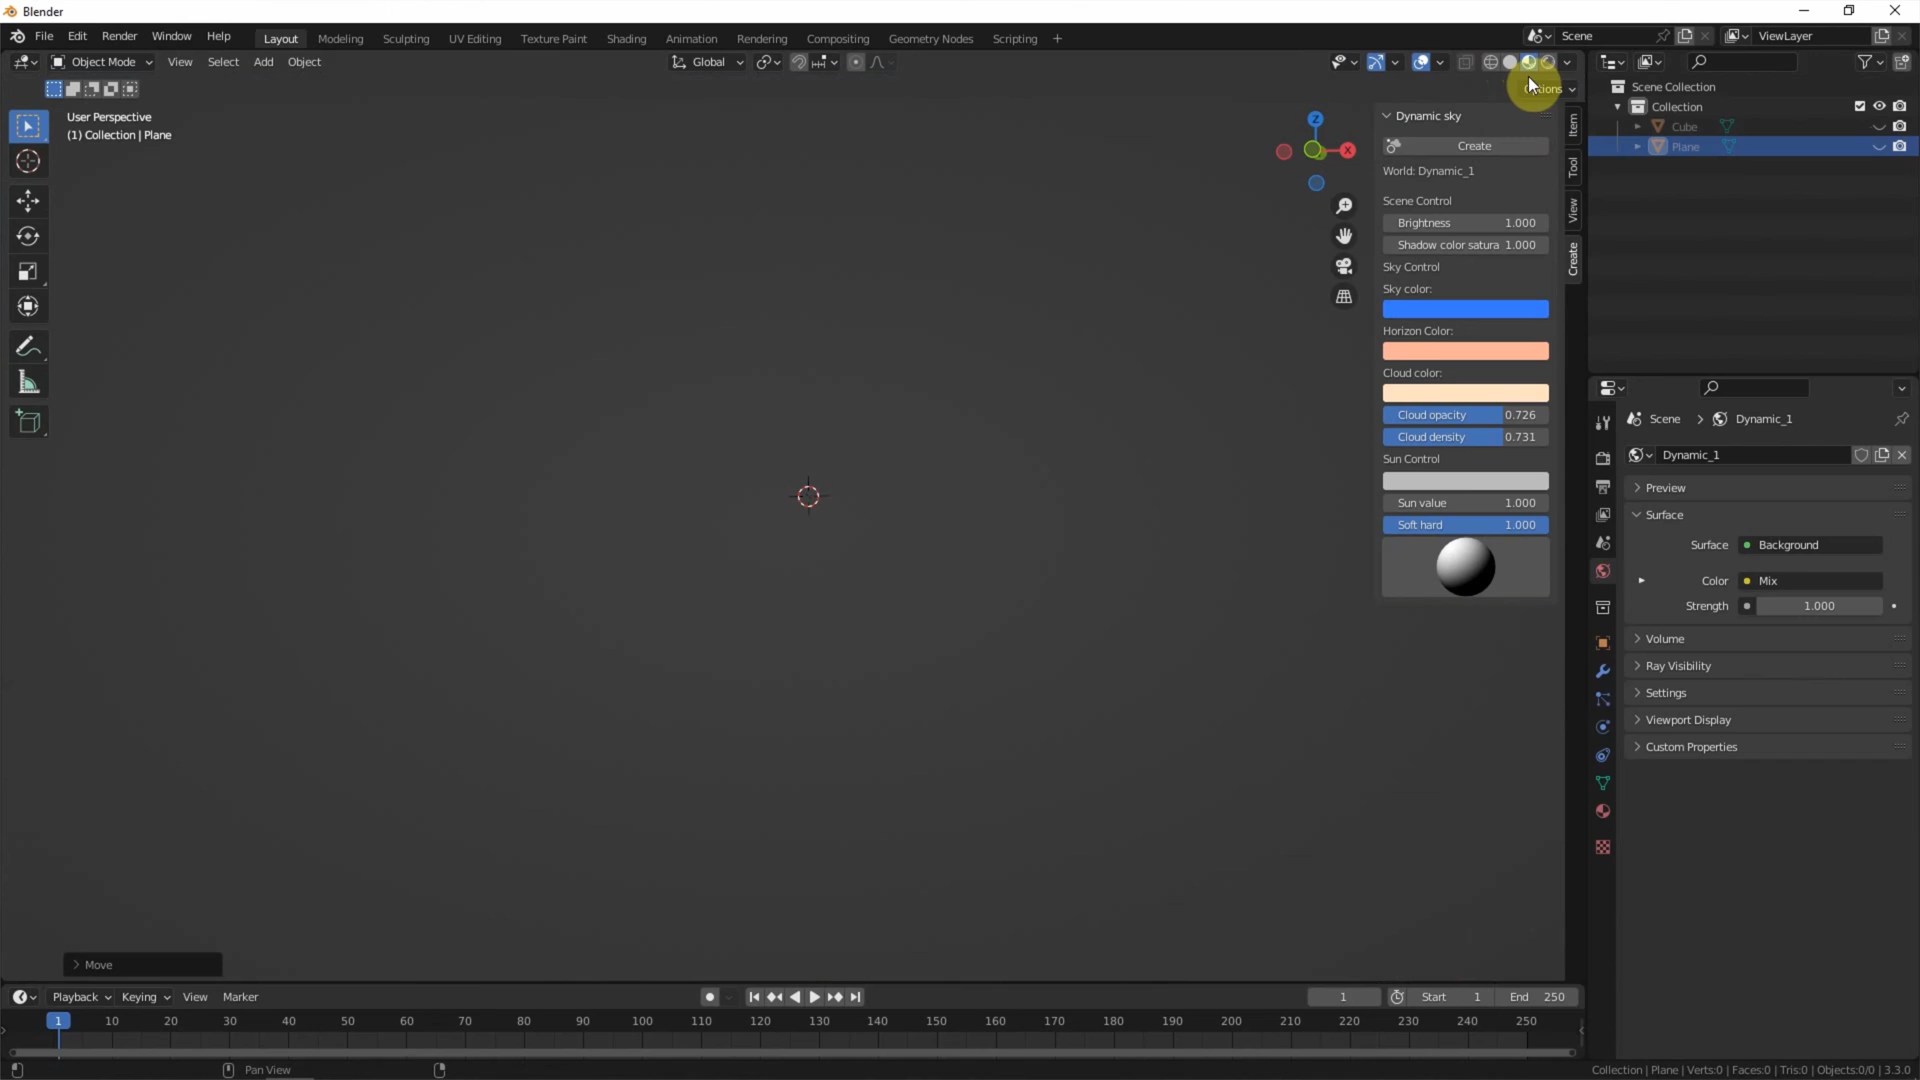 Blender
File Edit Render Window Help Layout Modeling Sculpting UV Editing Texture Paint Shading Animation Rendering Compositing Geometry Nodes Scripting + Scene ViewLayer
Object Mode View Select Add Object Global
User Perspective
(1) Collection | Plane
Z
X
Dynamic sky
Create
World: Dynamic_1
Scene Control
Brightness 1.000
Shadow color satura 1.000
Sky Control
Sky color:
Horizon Color:
Cloud color:
Cloud opacity 0.726
Cloud density 0.731
Sun Control
Sun value 1.000
Soft hard 1.000
Item
Tool
View
Create
Scene Collection
Collection
Cube
Plane
Scene > Dynamic_1
Dynamic_1
Preview
Surface
Surface Background
Color Mix
Strength 1.000
Volume
Ray Visibility
Settings
Viewport Display
Custom Properties
Move
Playback Keying View Marker 1 Start 1 End 250
1 10 20 30 40 50 60 70 80 90 100 110 120 130 140 150 160 170 180 190 200 210 220 230 240 250
Pan View
Collection | Plane | Verts:0 | Faces:0 | Tris:0 | Objects:0/0 | 3.3.0